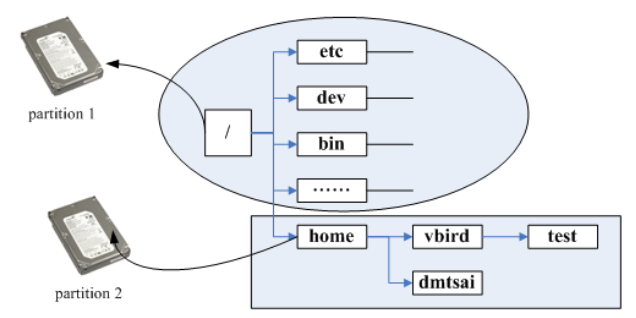 etc
dev
partition 1
/
bin
······
home
vbird
test
dmtsai
partition 2